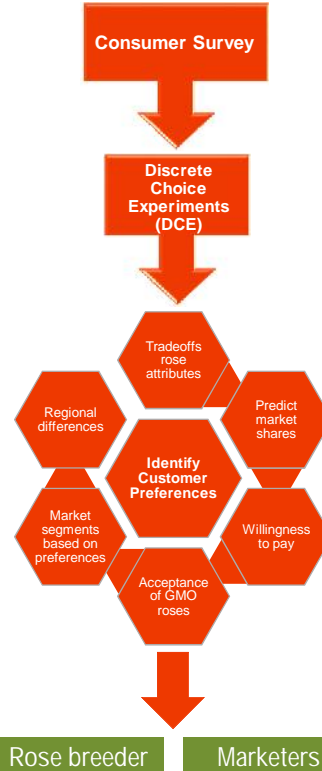 Consumer Survey
Discrete
Choice
Experiments
(DCE)
Tradeoffs
rose
attributes
Regional
differences
Predict
market
shares
Identify
Customer
Preferences
Market
segments
based on
preferences
Willingness
to pay
Acceptance
of GMO
roses
Rose breeder
Marketers